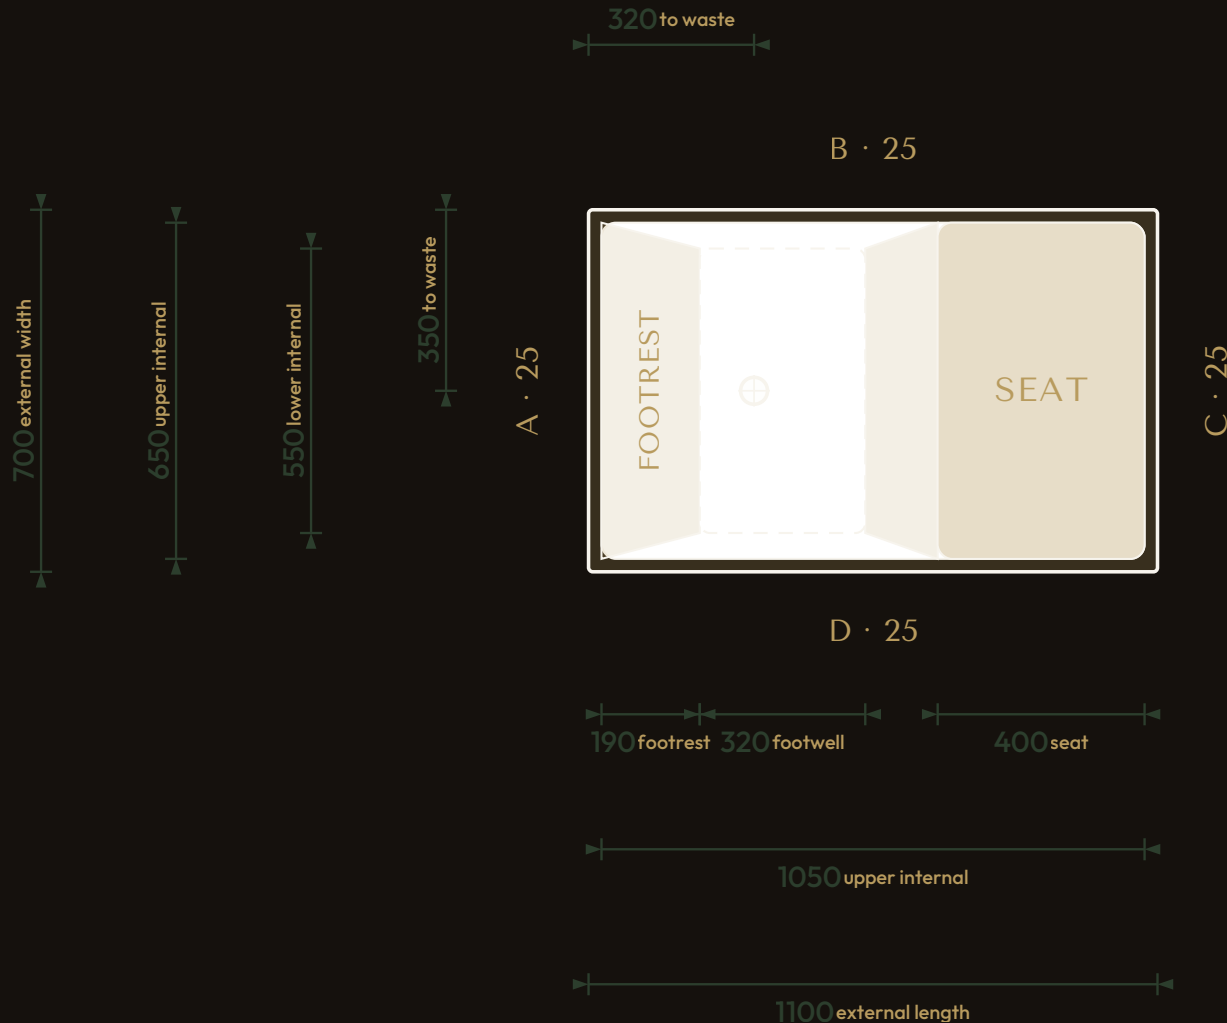 320 to waste
B · 25
700 external width
650 upper internal
550 lower internal
350 to waste
A · 25
FOOTREST
SEAT
C · 25
D · 25
190 footrest
320 footwell
400 seat
1050 upper internal
1100 external length